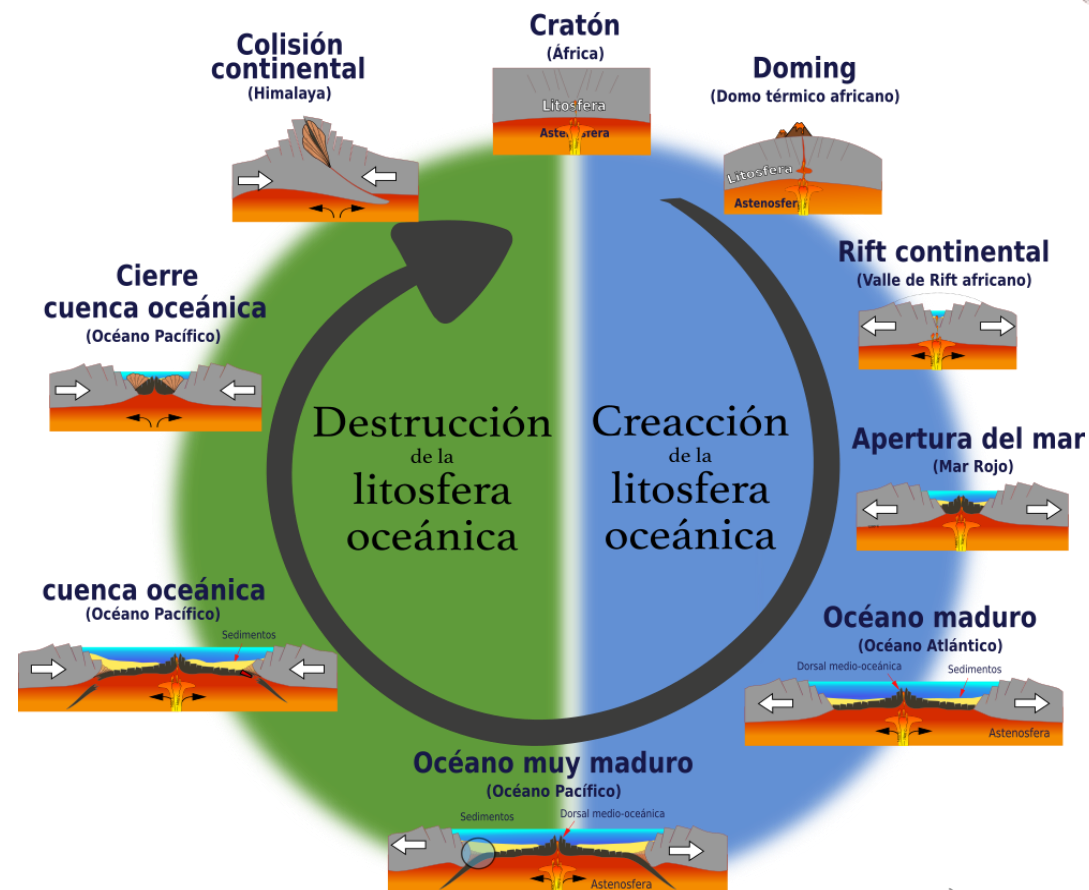 Cratón
(África)
Litosfera
Astenosfera
Doming
(Domo térmico africano)
Litosfera
Astenosfera
Rift continental
(Valle de Rift africano)
Apertura del mar
(Mar Rojo)
Océano maduro
(Océano Atlántico)
Dorsal medio-oceánica
Sedimentos
Astenosfera
Océano muy maduro
(Océano Pacífico)
Sedimentos
Dorsal medio-oceánica
Astenosfera
cuenca oceánica
(Océano Pacífico)
Sedimentos
Cierre
cuenca oceánica
(Océano Pacífico)
Colisión
continental
(Himalaya)
Destrucción
de la
litosfera
oceánica
Creacción
de la
litosfera
oceánica